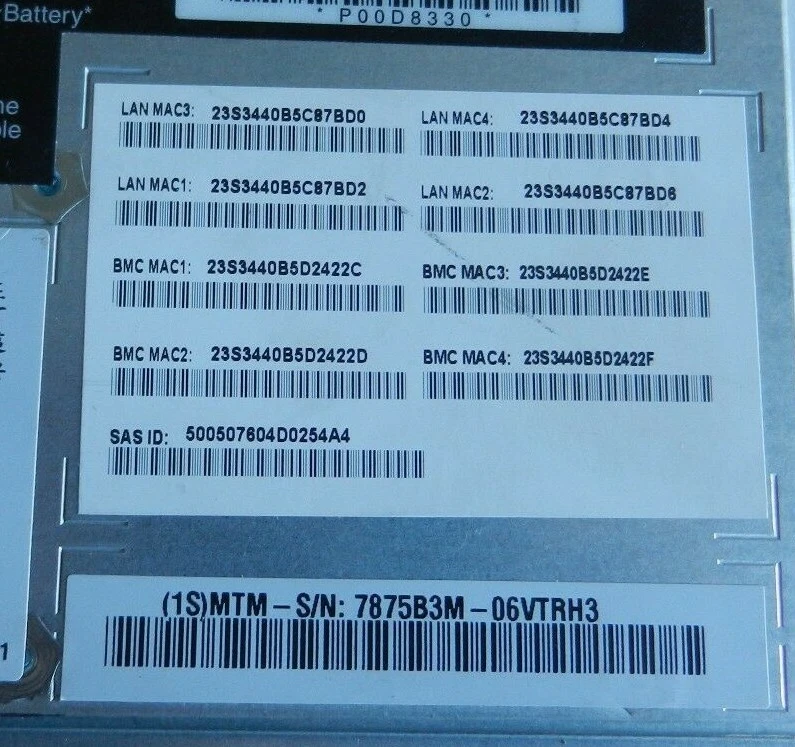 Battery*
* P00D8330 *
LAN MAC3: 23S3440B5C87BD0
LAN MAC4: 23S3440B5C87BD4
LAN MAC1: 23S3440B5C87BD2
LAN MAC2: 23S3440B5C87BD6
BMC MAC1: 23S3440B5D2422C
BMC MAC3: 23S3440B5D2422E
BMC MAC2: 23S3440B5D2422D
BMC MAC4: 23S3440B5D2422F
SAS ID: 500507604D0254A4
(1S)MTM – S/N: 7875B3M – 06VTRH3
1